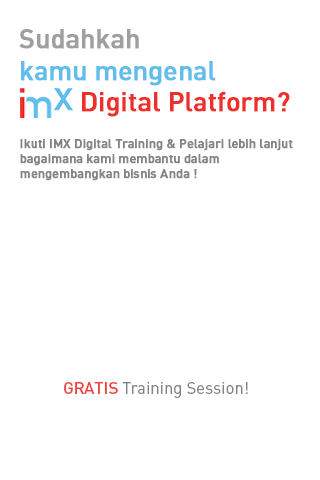 Sudahkah
kamu mengenal
imX Digital Platform?
Ikuti IMX Digital Training & Pelajari lebih lanjut
bagaimana kami membantu dalam
mengembangkan bisnis Anda !
GRATIS Training Session!